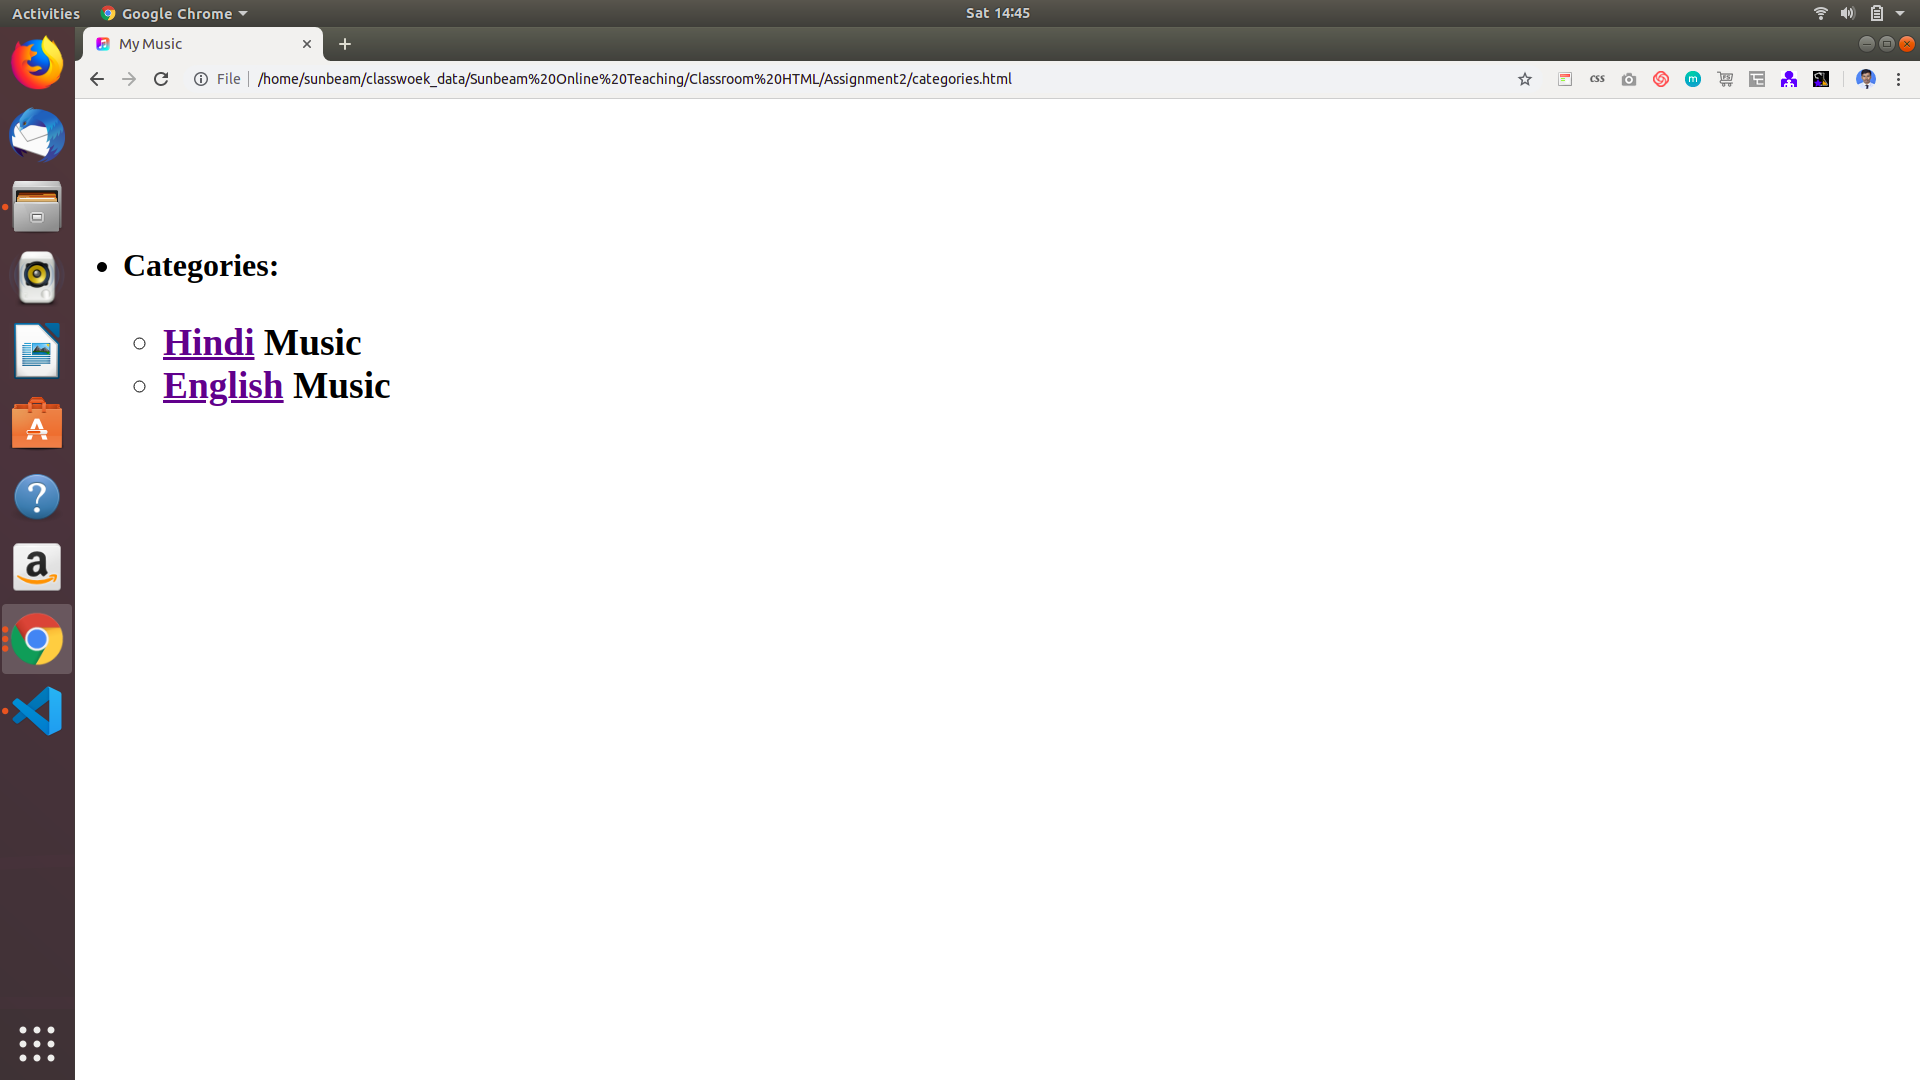 Activities Google Chrome Sat 14:45
My Music
File /home/sunbeam/classwoek_data/Sunbeam%20Online%20Teaching/Classroom%20HTML/Assignment2/categories.html css m FS
Categories:
Hindi Music
English Music